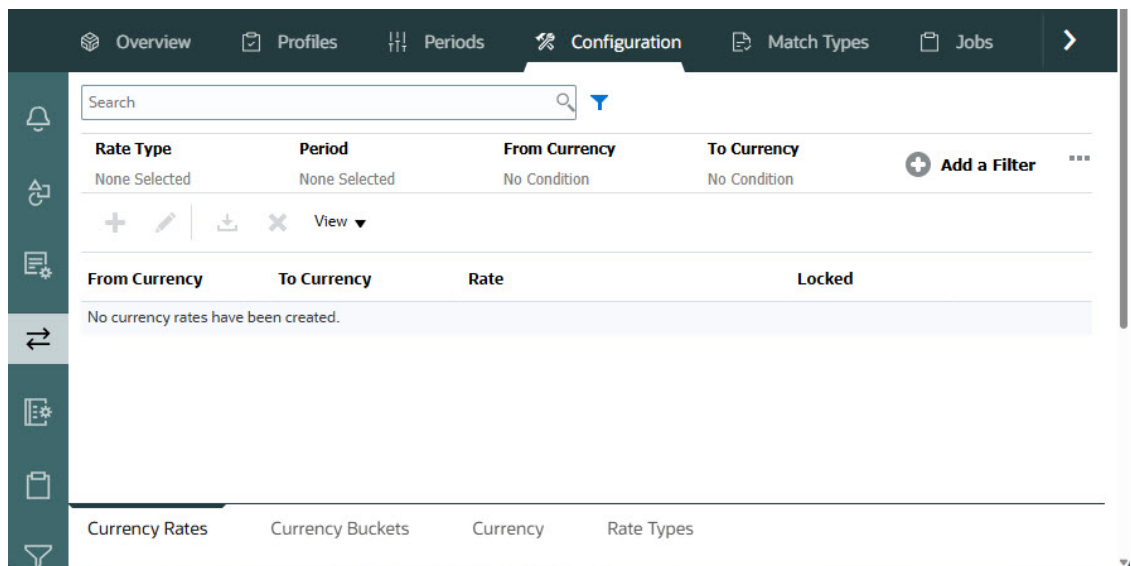 Overview Profiles Periods Configuration Match Types Jobs
Search
Rate Type Period From Currency To Currency Add a Filter
None Selected None Selected No Condition No Condition
View
From Currency To Currency Rate Locked
No currency rates have been created.
Currency Rates Currency Buckets Currency Rate Types